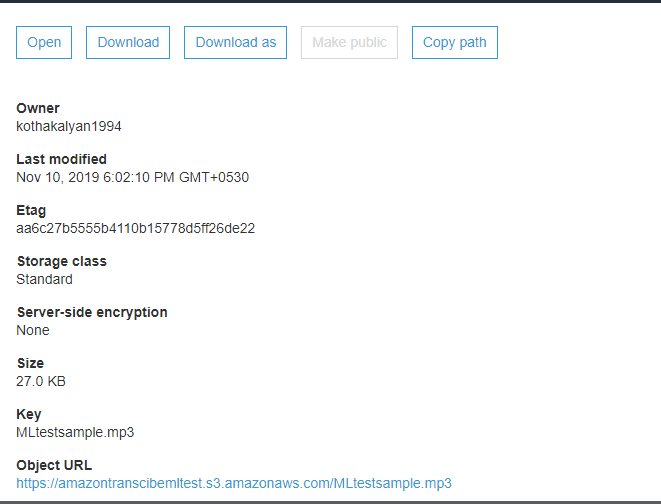 Open Download Download as Make public Copy path
Owner
kothakalyan1994
Last modified
Nov 10, 2019 6:02:10 PM GMT+0530
Etag
aa6c27b5555b4110b15778d5ff26de22
Storage class
Standard
Server-side encryption
None
Size
27.0 KB
Key
MLtestsample.mp3
Object URL
https://amazontranscibemltest.s3.amazonaws.com/MLtestsample.mp3